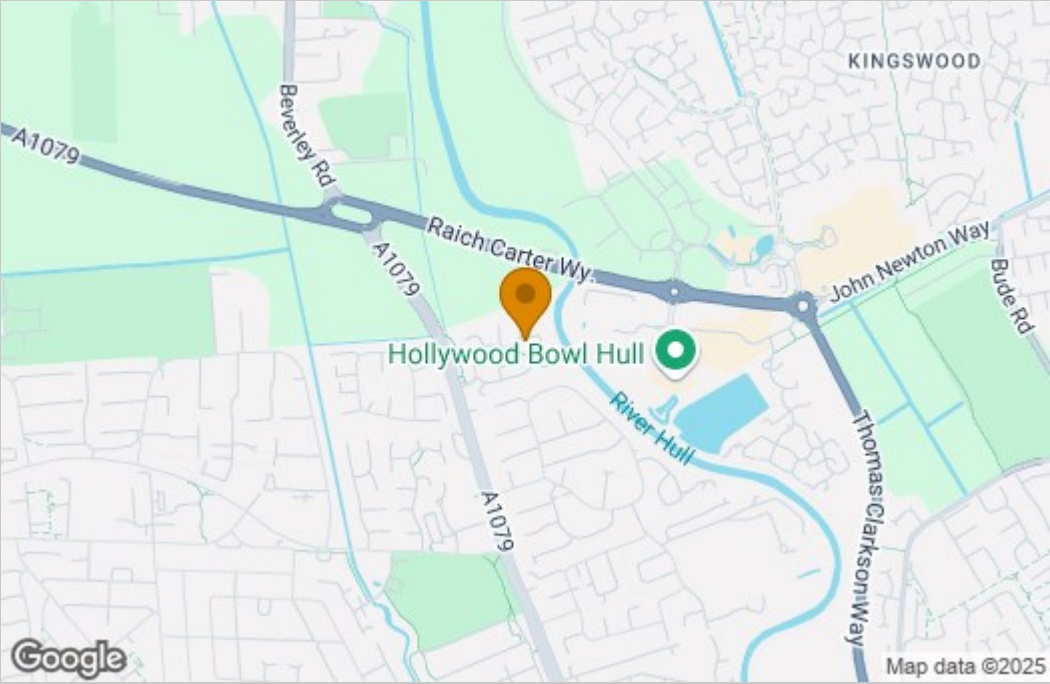 KINGSWOOD
Beverley Rd
A1079
Raich Carter Wy.
John Newton Way
A1079
Bude Rd
Hollywood Bowl Hull
River Hull
Thomas Clarkson Way
A1079
Google
Map data ©2025